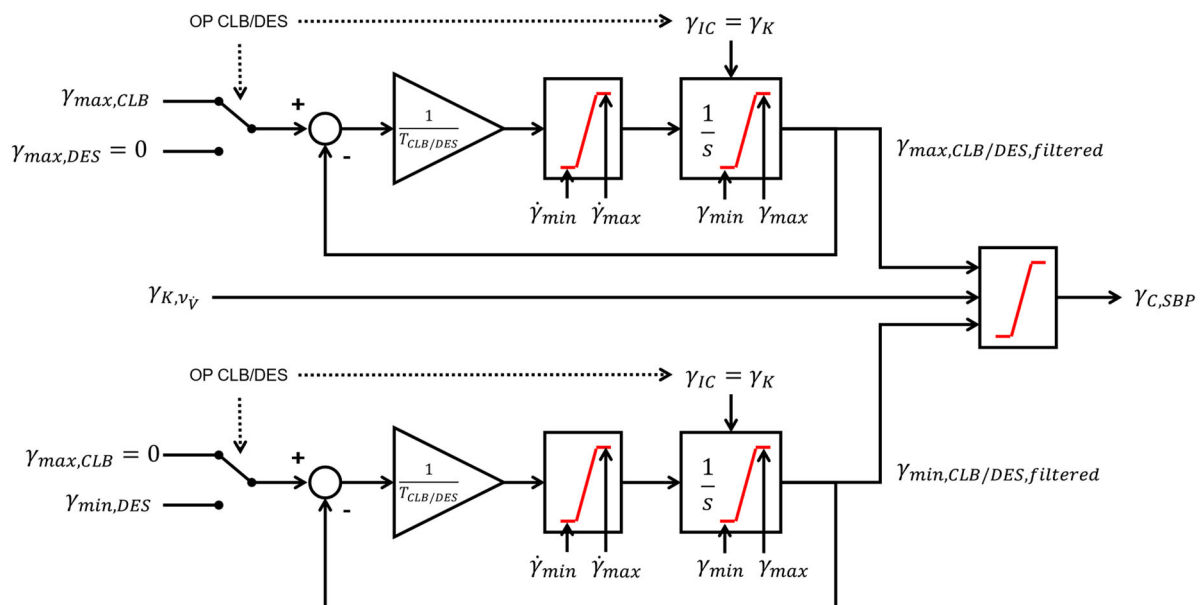 OP CLB/DES
γ_IC = γ_K
γ_max,CLB
+
1/T_CLB/DES
1/s
γ_max,DES = 0
-
γ_max,CLB/DES,filtered
γ̇_min γ̇_max γ_min γ_max
γ_K,ν_V̇
γ_C,SBP
OP CLB/DES
γ_IC = γ_K
γ_max,CLB = 0
+
1/T_CLB/DES
1/s
γ_min,CLB/DES,filtered
γ_min,DES
-
γ̇_min γ̇_max γ_min γ_max